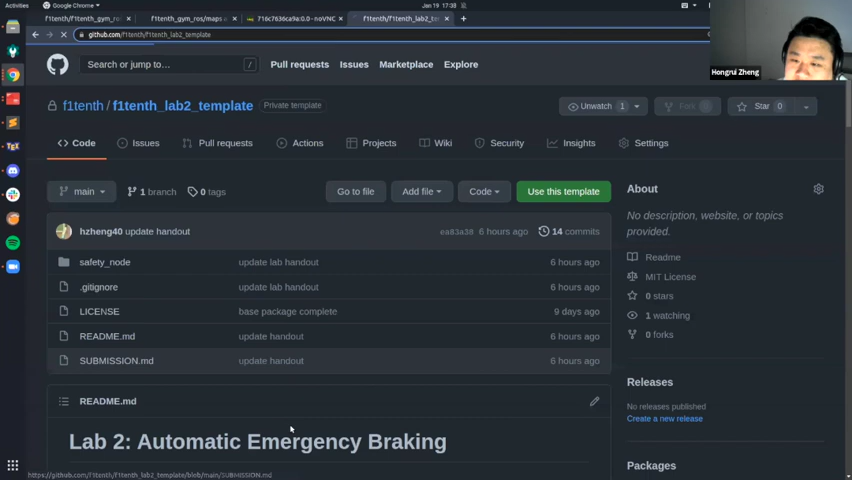 Activities
Google Chrome
Jan 19 17:38
f1tenth/f1tenth_gym_ro
f1tenth_gym_ros/maps a
716c7636ca9a:0.0 - noVNC
f1tenth/f1tenth_lab2_te
github.com/f1tenth/f1tenth_lab2_template
Hongrui Zheng
Search or jump to...
/
Pull requests
Issues
Marketplace
Explore
f1tenth / f1tenth_lab2_template
Private template
Unwatch 1
Fork 0
Star 0
Code
Issues
Pull requests
Actions
Projects
Wiki
Security
Insights
Settings
main
1 branch
0 tags
Go to file
Add file
Code
Use this template
hzheng40 update handout
ea83a38 6 hours ago
14 commits
safety_node update lab handout 6 hours ago
.gitignore update lab handout 6 hours ago
LICENSE base package complete 9 days ago
README.md update handout 6 hours ago
SUBMISSION.md update handout 6 hours ago
README.md
Lab 2: Automatic Emergency Braking
About
No description, website, or topics
provided.
Readme
MIT License
0 stars
1 watching
0 forks
Releases
No releases published
Create a new release
Packages
https://github.com/f1tenth/f1tenth_lab2_template/blob/main/SUBMISSION.md